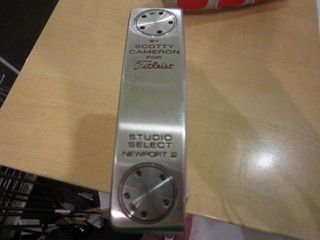 BY
SCOTTY
CAMERON
FOR
Titleist
STUDIO
SELECT
NEWPORT 2